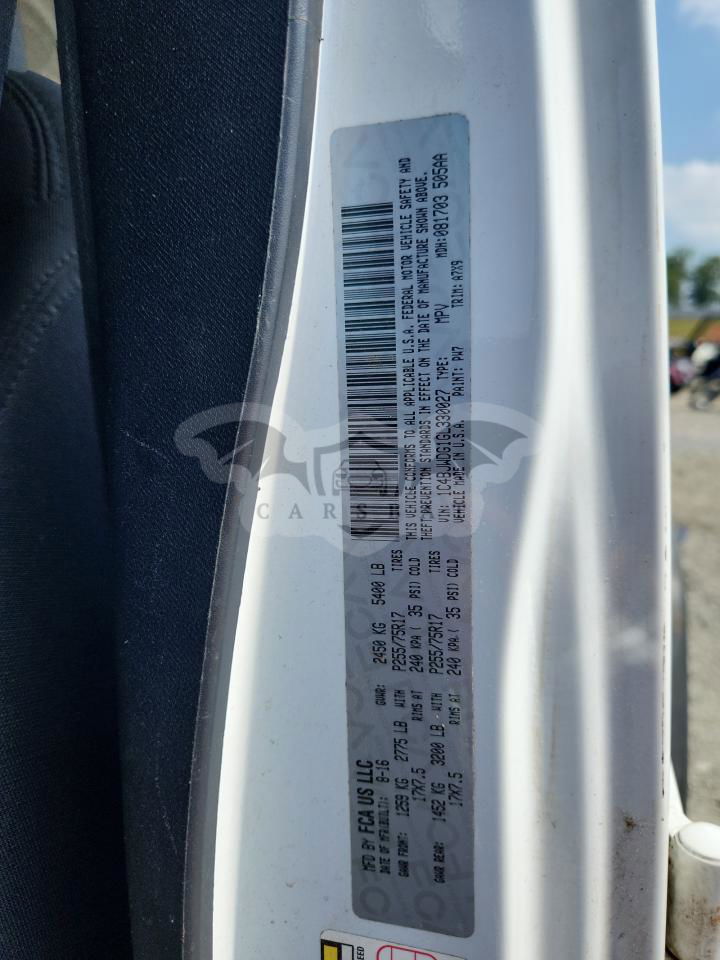 MFD BY FCA US LLC
DATE OF MFR(BUILT): 8-16 GVWR: 2450 KG 5400 LB
GAWR FRONT: 1259 KG 2775 LB WITH P255/75R17 TIRES
17X7.5 RIMS AT 240 KPA ( 35 PSI) COLD
GAWR REAR: 1452 KG 3200 LB WITH P255/75R17 TIRES
17X7.5 RIMS AT 240 KPA ( 35 PSI) COLD
THIS VEHICLE CONFORMS TO ALL APPLICABLE U.S.A. FEDERAL MOTOR VEHICLE SAFETY AND
THEFT PREVENTION STANDARDS IN EFFECT ON THE DATE OF MANUFACTURE SHOWN ABOVE.
VIN: 1C4BJWDG1GL330027 TYPE: MPV MDH:081703 505AA
VEHICLE MADE IN U.S.A. PAINT: PW7 TRIM: A7X9